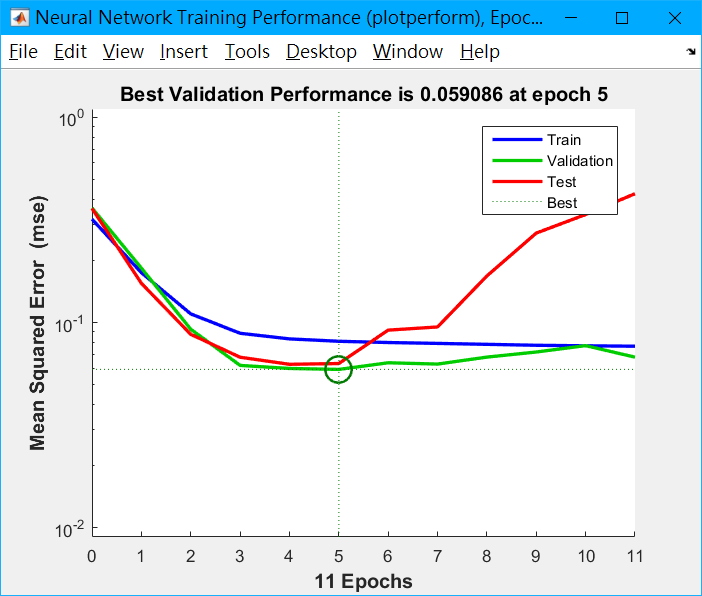 Neural Network Training Performance (plotperform), Epoc...
File Edit View Insert Tools Desktop Window Help
Best Validation Performance is 0.059086 at epoch 5
Mean Squared Error (mse)
10^0
10^-1
10^-2
Train
Validation
Test
Best
0 1 2 3 4 5 6 7 8 9 10 11
11 Epochs